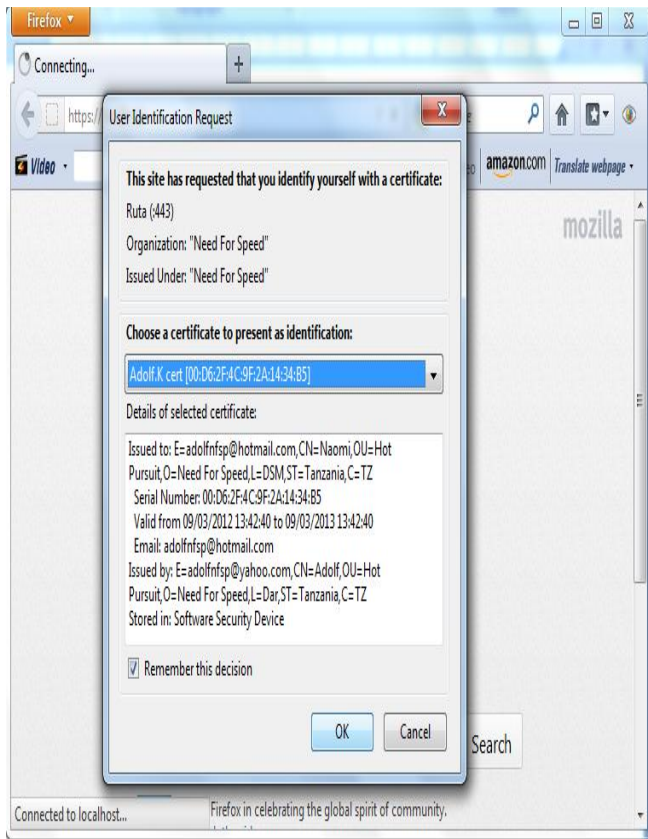 Firefox
Connecting...
https:/
Video
amazon.com
Translate webpage
mozilla
User Identification Request
This site has requested that you identify yourself with a certificate:
Ruta (:443)
Organization: "Need For Speed"
Issued Under: "Need For Speed"
Choose a certificate to present as identification:
Adolf.K cert [00:D6:2F:4C:9F:2A:14:34:B5]
Details of selected certificate:
Issued to: E=adolfnfsp@hotmail.com,CN=Naomi,OU=Hot
Pursuit,O=Need For Speed,L=DSM,ST=Tanzania,C=TZ
Serial Number: 00:D6:2F:4C:9F:2A:14:34:B5
Valid from 09/03/2012 13:42:40 to 09/03/2013 13:42:40
Email: adolfnfsp@hotmail.com
Issued by: E=adolfnfsp@yahoo.com,CN=Adolf,OU=Hot
Pursuit,O=Need For Speed,L=Dar,ST=Tanzania,C=TZ
Stored in: Software Security Device
Remember this decision
OK Cancel
Search
Connected to localhost...
Firefox in celebrating the global spirit of community.